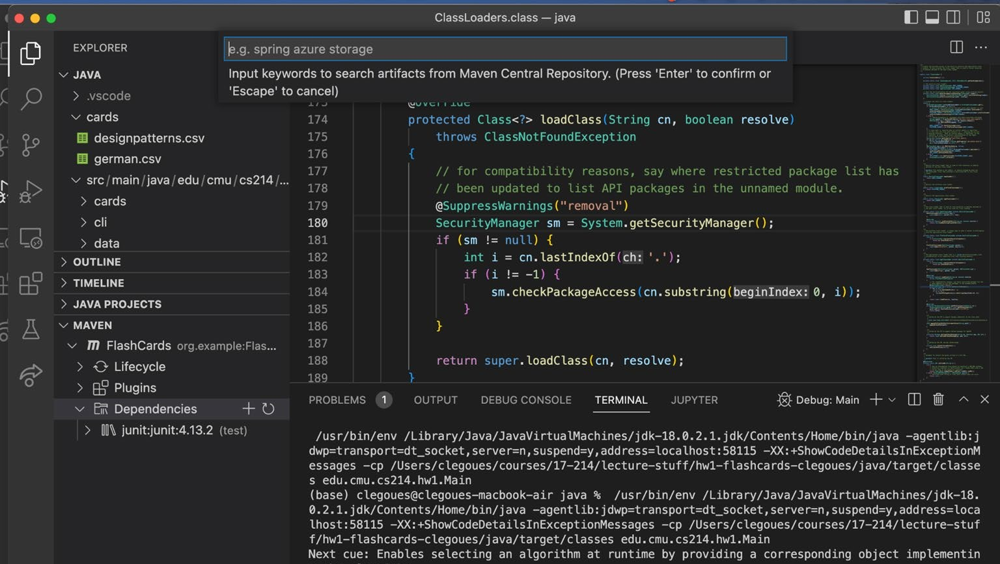 ClassLoaders.class — java
EXPLORER
JAVA
.vscode
cards
designpatterns.csv
german.csv
src/main/java/edu/cmu/cs214/...
cards
cli
data
OUTLINE
TIMELINE
JAVA PROJECTS
MAVEN
FlashCards org.example:Flas...
Lifecycle
Plugins
Dependencies
junit:junit:4.13.2 (test)
e.g. spring azure storage
Input keywords to search artifacts from Maven Central Repository. (Press 'Enter' to confirm or
'Escape' to cancel)
173 @Override
174 protected Class<?> loadClass(String cn, boolean resolve)
175 throws ClassNotFoundException
176 {
177 // for compatibility reasons, say where restricted package list has
178 // been updated to list API packages in the unnamed module.
179 @SuppressWarnings("removal")
180 SecurityManager sm = System.getSecurityManager();
181 if (sm != null) {
182 int i = cn.lastIndexOf(ch: '.');
183 if (i != -1) {
184 sm.checkPackageAccess(cn.substring(beginIndex: 0, i));
185 }
186 }
187
188 return super.loadClass(cn, resolve);
189 }
PROBLEMS 1 OUTPUT DEBUG CONSOLE TERMINAL JUPYTER Debug: Main
/usr/bin/env /Library/Java/JavaVirtualMachines/jdk-18.0.2.1.jdk/Contents/Home/bin/java -agentlib:j
dwp=transport=dt_socket,server=n,suspend=y,address=localhost:58115 -XX:+ShowCodeDetailsInExceptionM
essages -cp /Users/clegoues/courses/17-214/lecture-stuff/hw1-flashcards-clegoues/java/target/classe
s edu.cmu.cs214.hw1.Main
(base) clegoues@clegoues-macbook-air java % /usr/bin/env /Library/Java/JavaVirtualMachines/jdk-18.
0.2.1.jdk/Contents/Home/bin/java -agentlib:jdwp=transport=dt_socket,server=n,suspend=y,address=loca
lhost:58115 -XX:+ShowCodeDetailsInExceptionMessages -cp /Users/clegoues/courses/17-214/lecture-stuf
f/hw1-flashcards-clegoues/java/target/classes edu.cmu.cs214.hw1.Main
Next cue: Enables selecting an algorithm at runtime by providing a corresponding object implementin